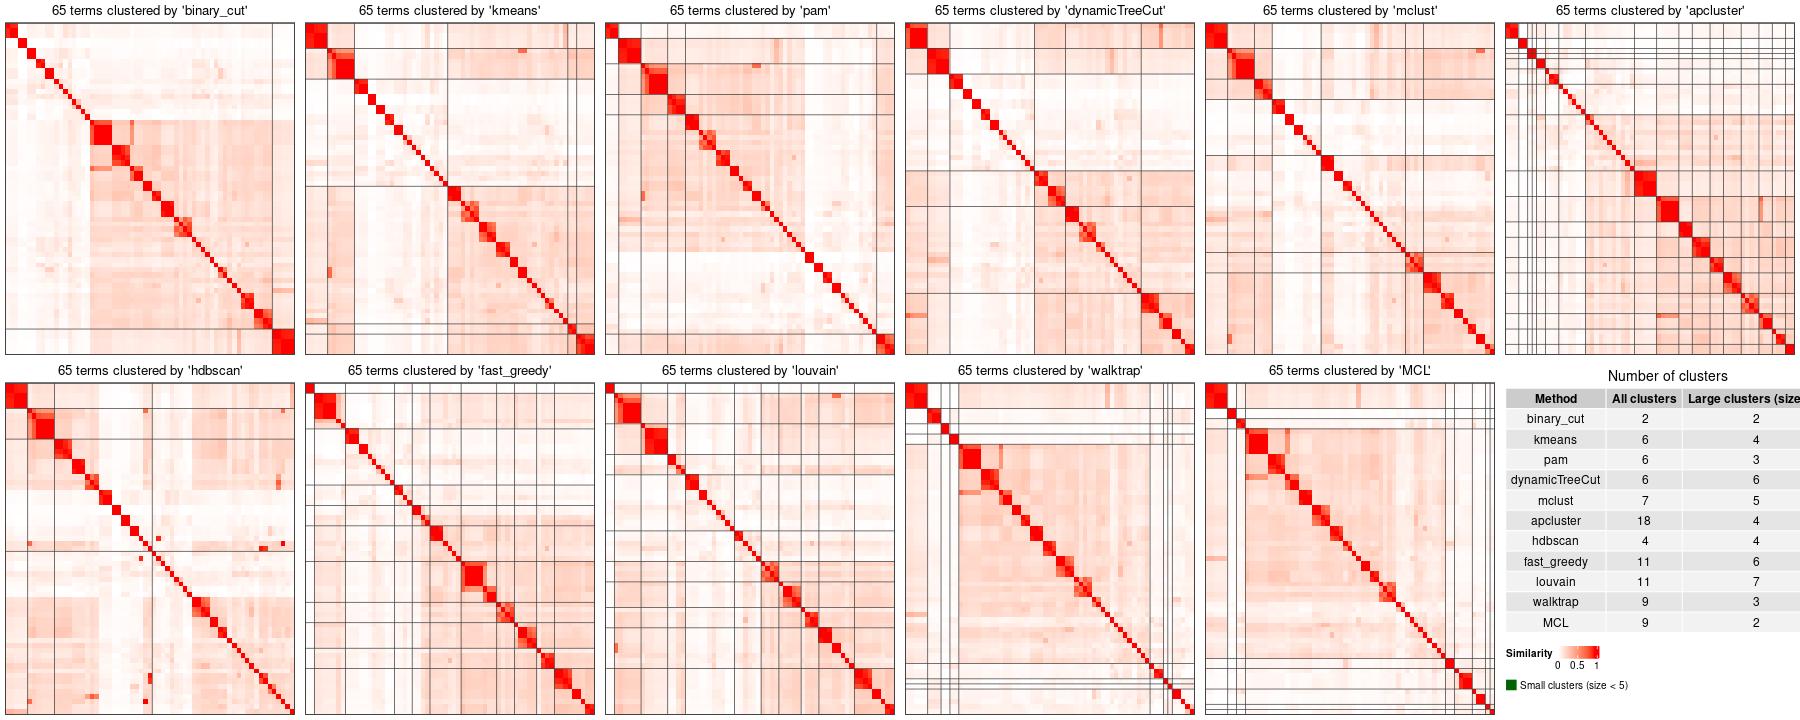 65 terms clustered by 'binary_cut'
65 terms clustered by 'kmeans'
65 terms clustered by 'pam'
65 terms clustered by 'dynamicTreeCut'
65 terms clustered by 'mclust'
65 terms clustered by 'apcluster'
65 terms clustered by 'hdbscan'
65 terms clustered by 'fast_greedy'
65 terms clustered by 'louvain'
65 terms clustered by 'walktrap'
65 terms clustered by 'MCL'
Number of clusters
Method All clusters Large clusters (size
binary_cut 2 2
kmeans 6 4
pam 6 3
dynamicTreeCut 6 6
mclust 7 5
apcluster 18 4
hdbscan 4 4
fast_greedy 11 6
louvain 11 7
walktrap 9 3
MCL 9 2
Similarity
0 0.5 1
Small clusters (size < 5)